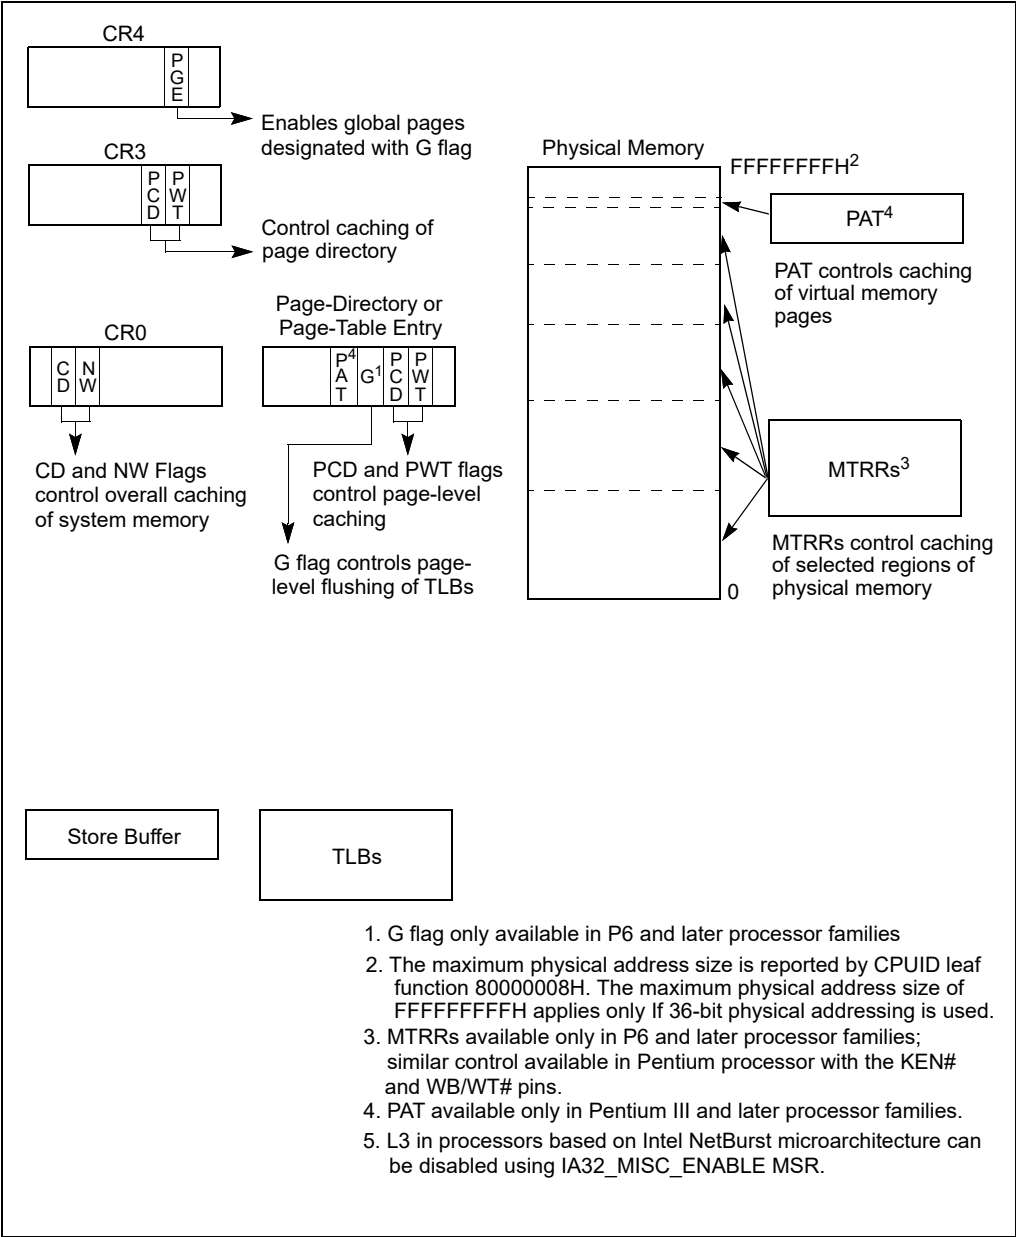 CR4
PGE
Enables global pages
designated with G flag
CR3
PCD PWT
Control caching of
page directory
CR0
CD NW
CD and NW Flags
control overall caching
of system memory
Page-Directory or
Page-Table Entry
PAT4 G1 PCD PWT
PCD and PWT flags
control page-level
caching
G flag controls page-
level flushing of TLBs
Physical Memory
FFFFFFFFH2
0
PAT4
PAT controls caching
of virtual memory
pages
MTRRs3
MTRRs control caching
of selected regions of
physical memory
Store Buffer
TLBs
1. G flag only available in P6 and later processor families
2. The maximum physical address size is reported by CPUID leaf
function 80000008H. The maximum physical address size of
FFFFFFFFFH applies only If 36-bit physical addressing is used.
3. MTRRs available only in P6 and later processor families;
similar control available in Pentium processor with the KEN#
and WB/WT# pins.
4. PAT available only in Pentium III and later processor families.
5. L3 in processors based on Intel NetBurst microarchitecture can
be disabled using IA32_MISC_ENABLE MSR.